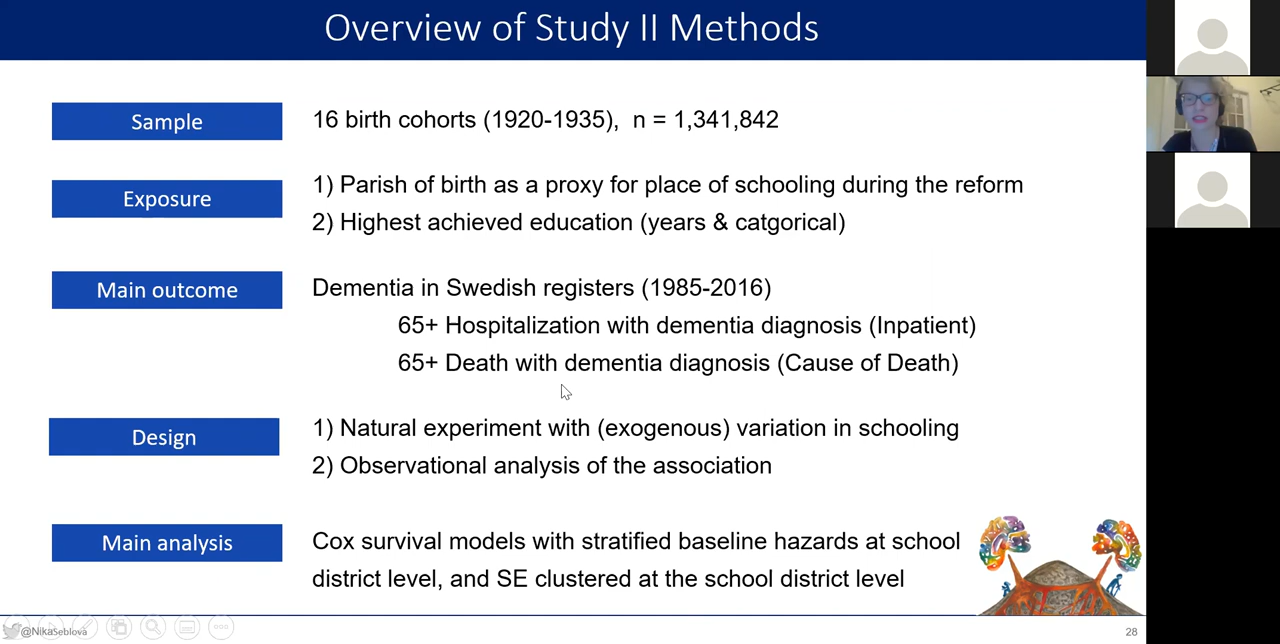 Overview of Study II Methods
Sample
16 birth cohorts (1920-1935), n = 1,341,842
Exposure
1) Parish of birth as a proxy for place of schooling during the reform
2) Highest achieved education (years & catgorical)
Main outcome
Dementia in Swedish registers (1985-2016)
65+ Hospitalization with dementia diagnosis (Inpatient)
65+ Death with dementia diagnosis (Cause of Death)
Design
1) Natural experiment with (exogenous) variation in schooling
2) Observational analysis of the association
Main analysis
Cox survival models with stratified baseline hazards at school
district level, and SE clustered at the school district level
@NikaSeblova
28